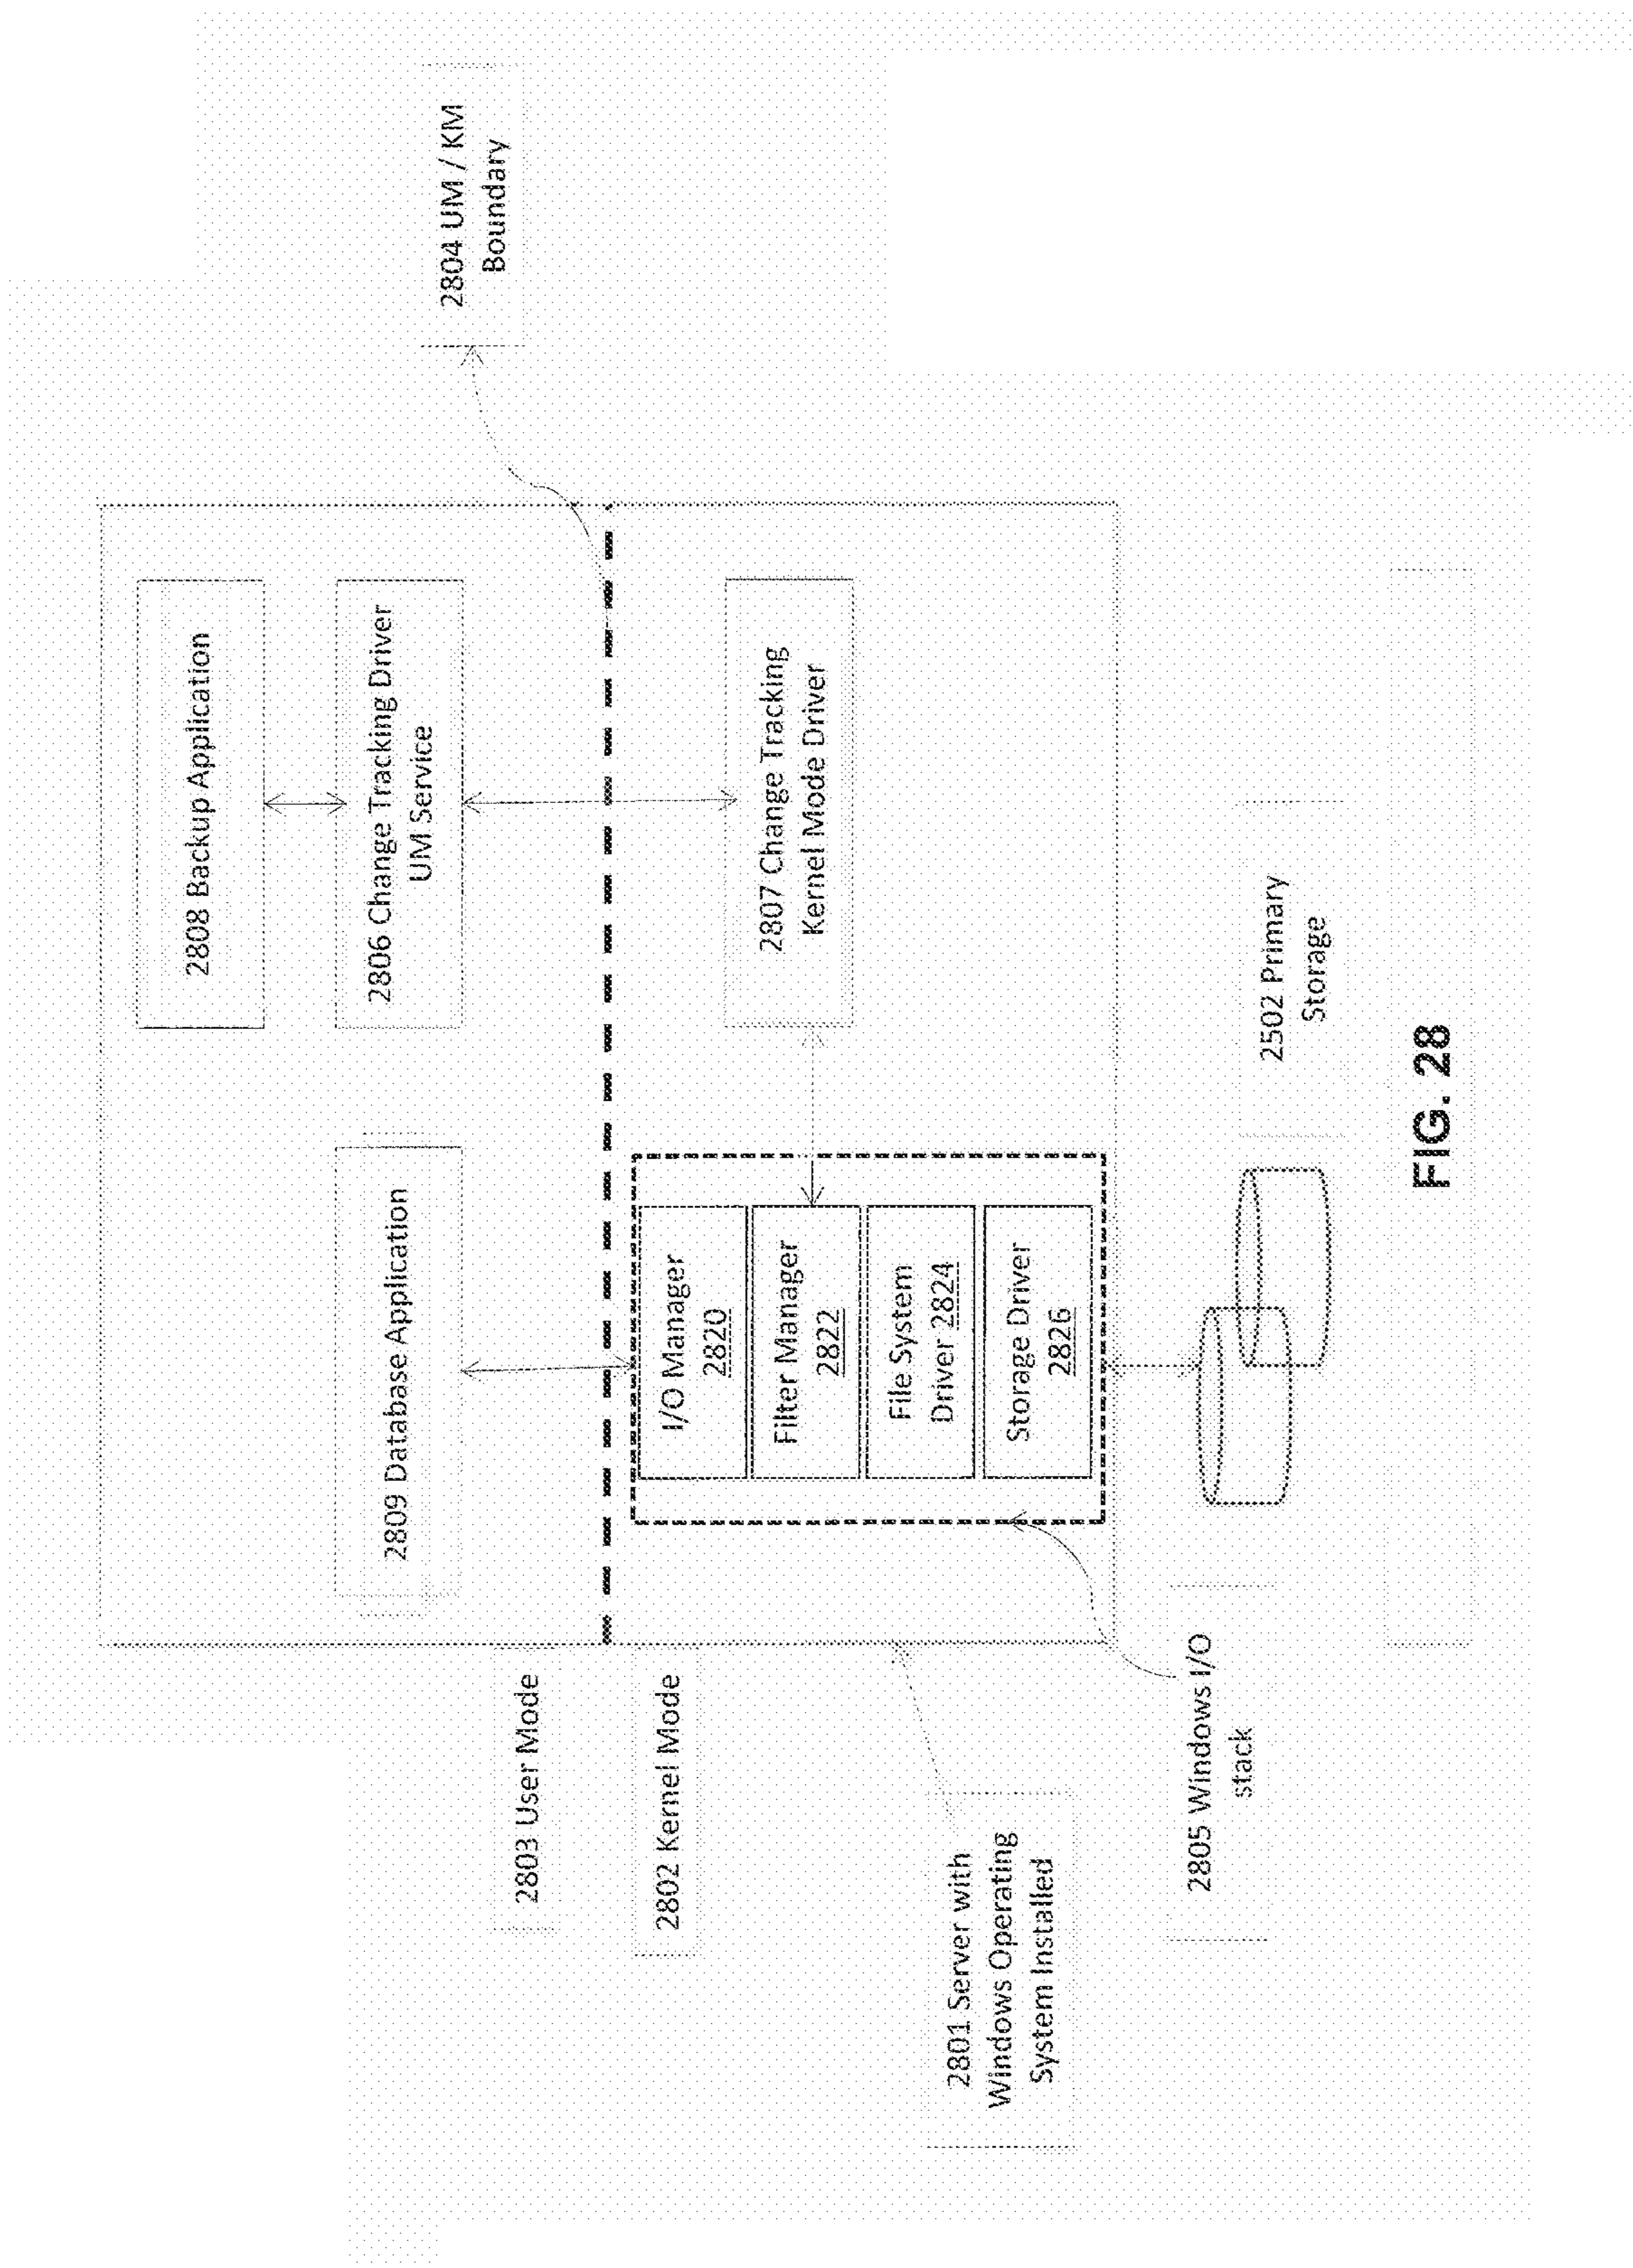 2808 Backup Application
2809 Database Application
2806 Change Tracking Driver
UM Service
2804 UM / KM
Boundary
2803 User Mode
2802 Kernel Mode
I/O Manager
2820
Filter Manager
2822
File System
Driver 2824
Storage Driver
2826
2807 Change Tracking
Kernel Mode Driver
2801 Server with
Windows Operating
System Installed
2805 Windows I/O
stack
2502 Primary
Storage
FIG. 28